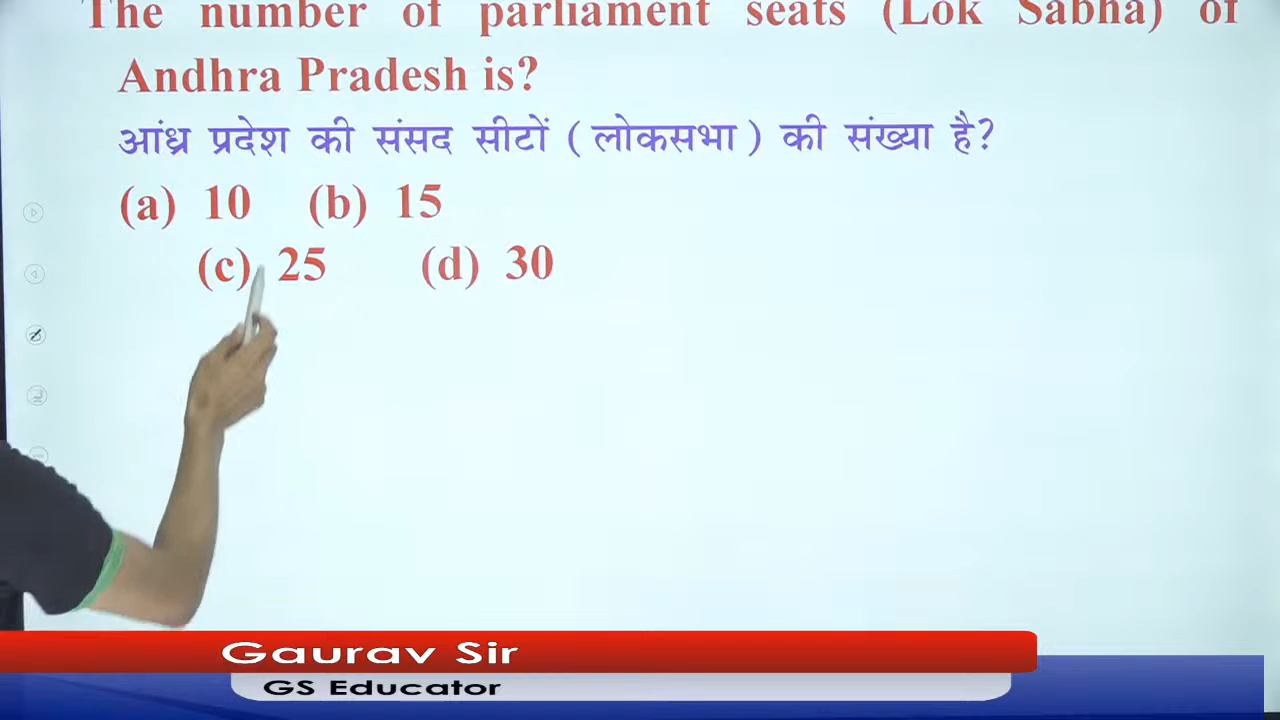 The number of parliament seats (Lok Sabha) of
Andhra Pradesh is?
आंध्र प्रदेश की संसद सीटों (लोकसभा) की संख्या है?
(a) 10 (b) 15
(c) 25 (d) 30
Gaurav Sir
GS Educator